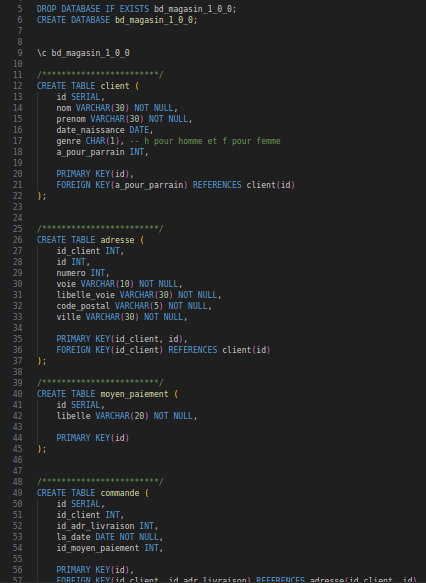 5 DROP DATABASE IF EXISTS bd_magasin_1_0_0;
6 CREATE DATABASE bd_magasin_1_0_0;
7
8
9 \c bd_magasin_1_0_0
10
11 /************************/
12 CREATE TABLE client (
13 id SERIAL,
14 nom VARCHAR(30) NOT NULL,
15 prenom VARCHAR(30) NOT NULL,
16 date_naissance DATE,
17 genre CHAR(1), -- h pour homme et f pour femme
18 a_pour_parrain INT,
19
20 PRIMARY KEY(id),
21 FOREIGN KEY(a_pour_parrain) REFERENCES client(id)
22 );
23
24
25 /************************/
26 CREATE TABLE adresse (
27 id_client INT,
28 id INT,
29 numero INT,
30 voie VARCHAR(10) NOT NULL,
31 libelle_voie VARCHAR(30) NOT NULL,
32 code_postal VARCHAR(5) NOT NULL,
33 ville VARCHAR(30) NOT NULL,
34
35 PRIMARY KEY(id_client, id),
36 FOREIGN KEY(id_client) REFERENCES client(id)
37 );
38
39 /************************/
40 CREATE TABLE moyen_paiement (
41 id SERIAL,
42 libelle VARCHAR(20) NOT NULL,
43
44 PRIMARY KEY(id)
45 );
46
47
48 /************************/
49 CREATE TABLE commande (
50 id SERIAL,
51 id_client INT,
52 id_adr_livraison INT,
53 la_date DATE NOT NULL,
54 id_moyen_paiement INT,
55
56 PRIMARY KEY(id),
57 FOREIGN KEY(id_client, id_adr_livraison) REFERENCES adresse(id_client, id)